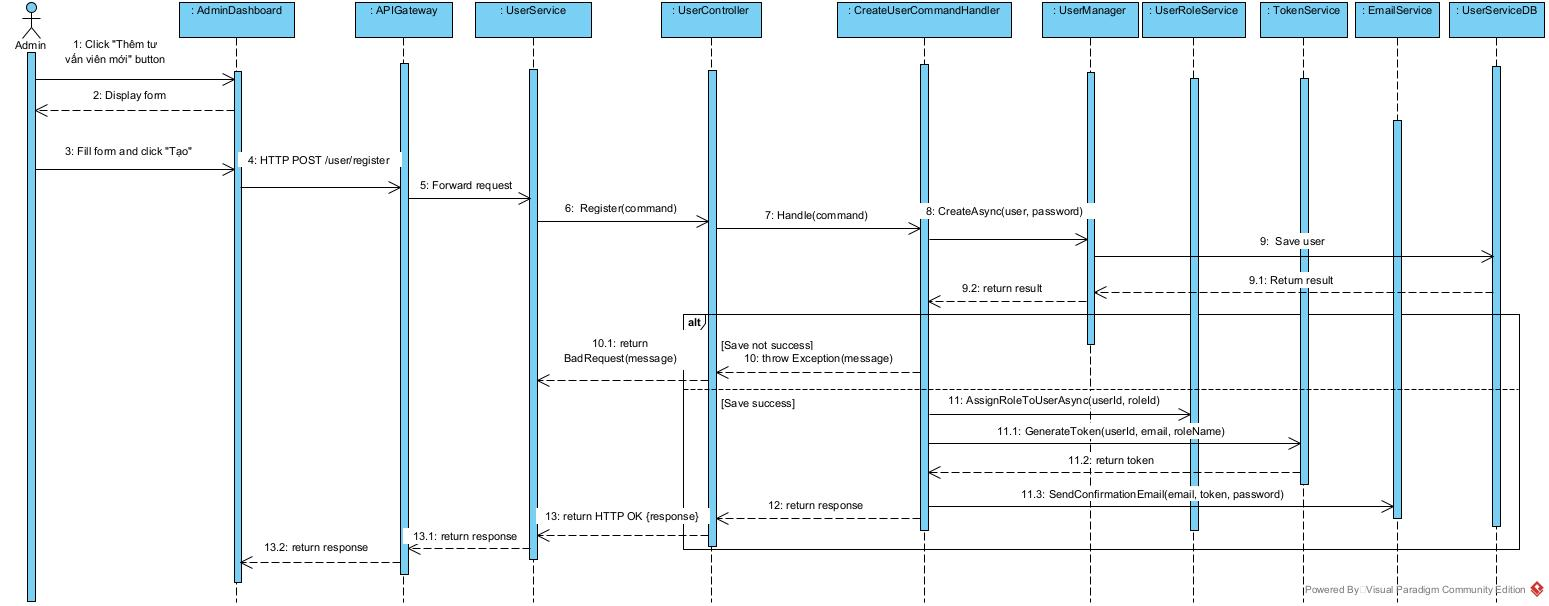 : AdminDashboard
: APIGateway
: UserService
: UserController
: CreateUserCommandHandler
: UserManager
: UserRoleService
: TokenService
: EmailService
: UserServiceDB
Admin
1: Click "Thêm tư
vấn viên mới" button
2: Display form
3: Fill form and click "Tạo"
4: HTTP POST /user/register
5: Forward request
6: Register(command)
7: Handle(command)
8: CreateAsync(user, password)
9: Save user
9.1: Return result
9.2: return result
alt
[Save not success]
10: throw Exception(message)
10.1: return
BadRequest(message)
[Save success]
11: AssignRoleToUserAsync(userId, roleId)
11.1: GenerateToken(userId, email, roleName)
11.2: return token
11.3: SendConfirmationEmail(email, token, password)
12: return response
13: return HTTP OK {response}
13.1: return response
13.2: return response
Powered By Visual Paradigm Community Edition